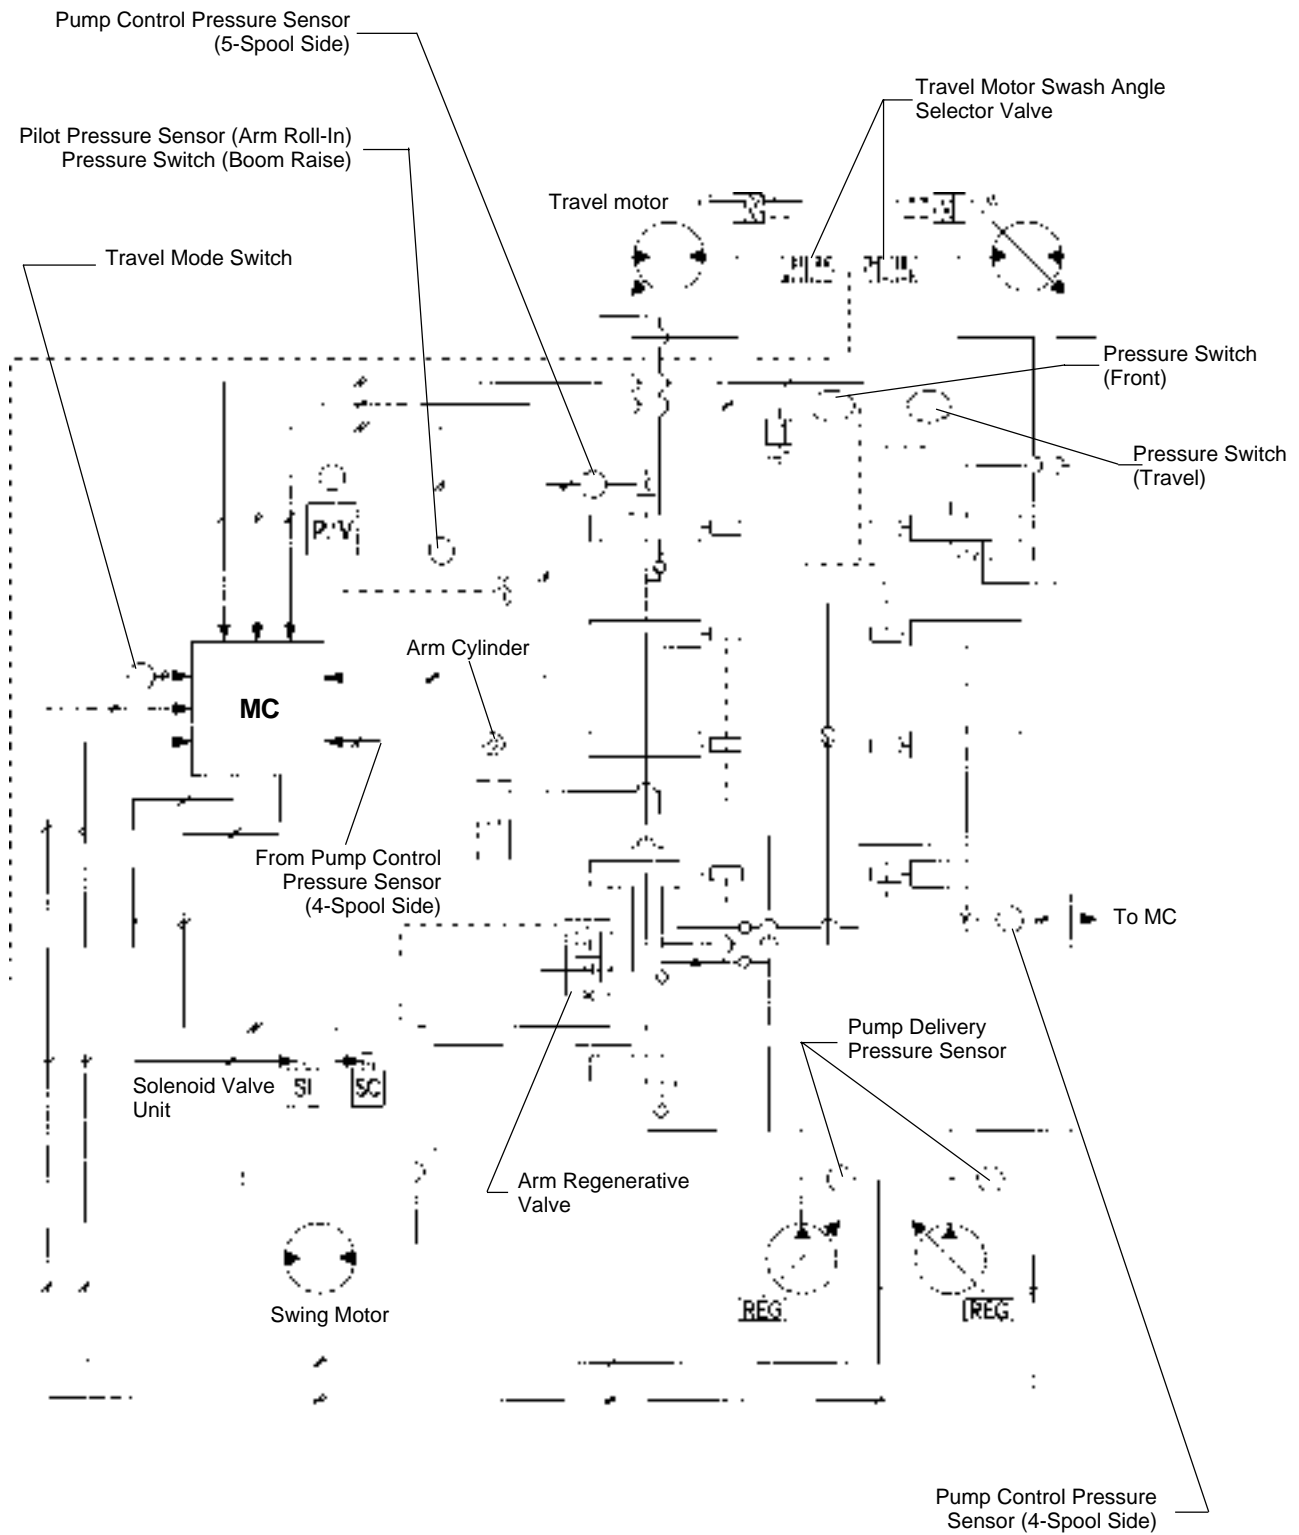 Pump Control Pressure Sensor
(5-Spool Side)
Travel Motor Swash Angle
Selector Valve
Pilot Pressure Sensor (Arm Roll-In)
Pressure Switch (Boom Raise)
Travel motor
Travel Mode Switch
Pressure Switch
(Front)
Pressure Switch
(Travel)
Arm Cylinder
MC
From Pump Control
Pressure Sensor
(4-Spool Side)
To MC
Pump Delivery
Pressure Sensor
Solenoid Valve
Unit
SI
SC
Arm Regenerative
Valve
Swing Motor
REG
REG
Pump Control Pressure
Sensor (4-Spool Side)